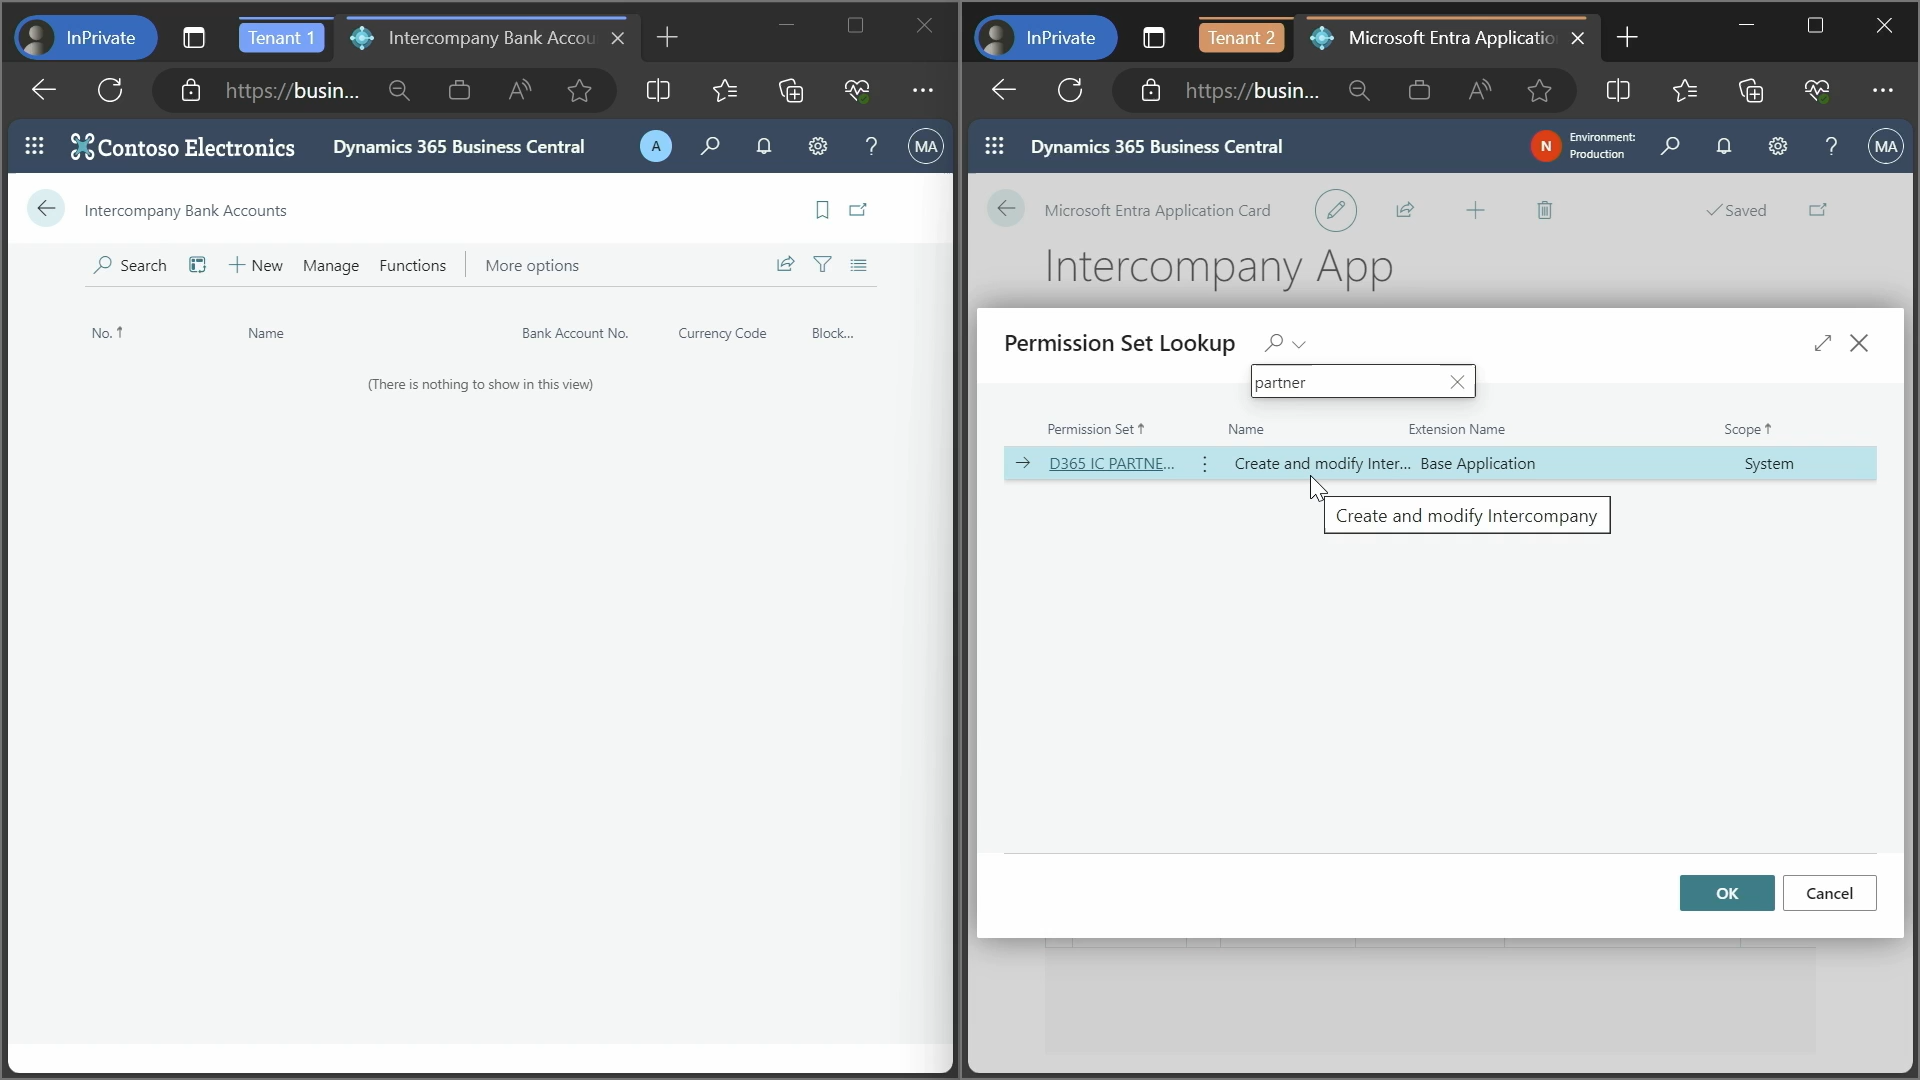 InPrivate
Tenant 1
Intercompany Bank Accou
https://busin...
Contoso Electronics
Dynamics 365 Business Central
A
?
MA
Intercompany Bank Accounts
Search
New
Manage
Functions
More options
No.↑
Name
Bank Account No.
Currency Code
Block...
(There is nothing to show in this view)
InPrivate
Tenant 2
Microsoft Entra Applicatio
https://busin...
Dynamics 365 Business Central
N
Environment:
Production
?
MA
Microsoft Entra Application Card
Saved
Intercompany App
Permission Set Lookup
partner
Permission Set↑
Name
Extension Name
Scope↑
D365 IC PARTNE...
Create and modify Inter...
Base Application
System
Create and modify Intercompany
OK
Cancel